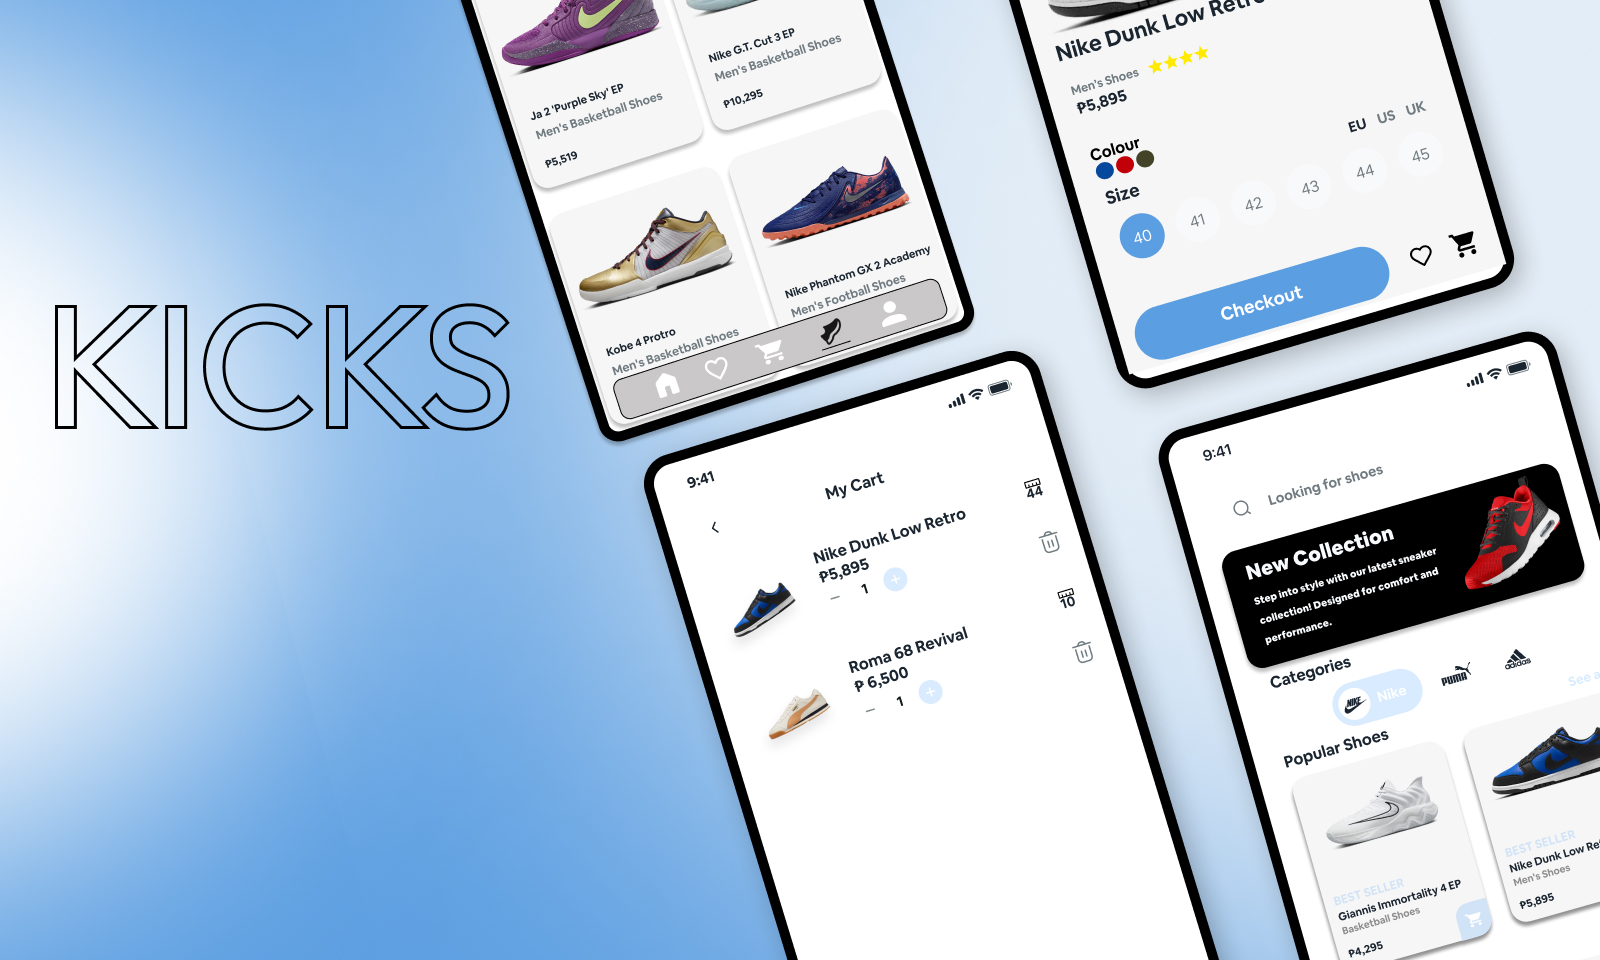 KICKS
Ja 2 'Purple Sky' EP
Men's Basketball Shoes
₱5,519
Nike G.T. Cut 3 EP
Men's Basketball Shoes
₱10,295
Kobe 4 Protro
Men's Basketball Shoes
Nike Phantom GX 2 Academy
Men's Football Shoes
Nike Dunk Low Retro
Men's Shoes
₱5,895
Colour
EU US UK
Size
40 41 42 43 44 45
Checkout
9:41
My Cart
Nike Dunk Low Retro
₱5,895
1
44
Roma 68 Revival
₱ 6,500
1
10
9:41
Looking for shoes
New Collection
Step into style with our latest sneaker
collection! Designed for comfort and
performance.
Categories
NIKE
Nike
PUMA
adidas
See a
Popular Shoes
BEST SELLER
Giannis Immortality 4 EP
Basketball Shoes
₱4,295
BEST SELLER
Nike Dunk Low Re
Men's Shoes
₱5,895